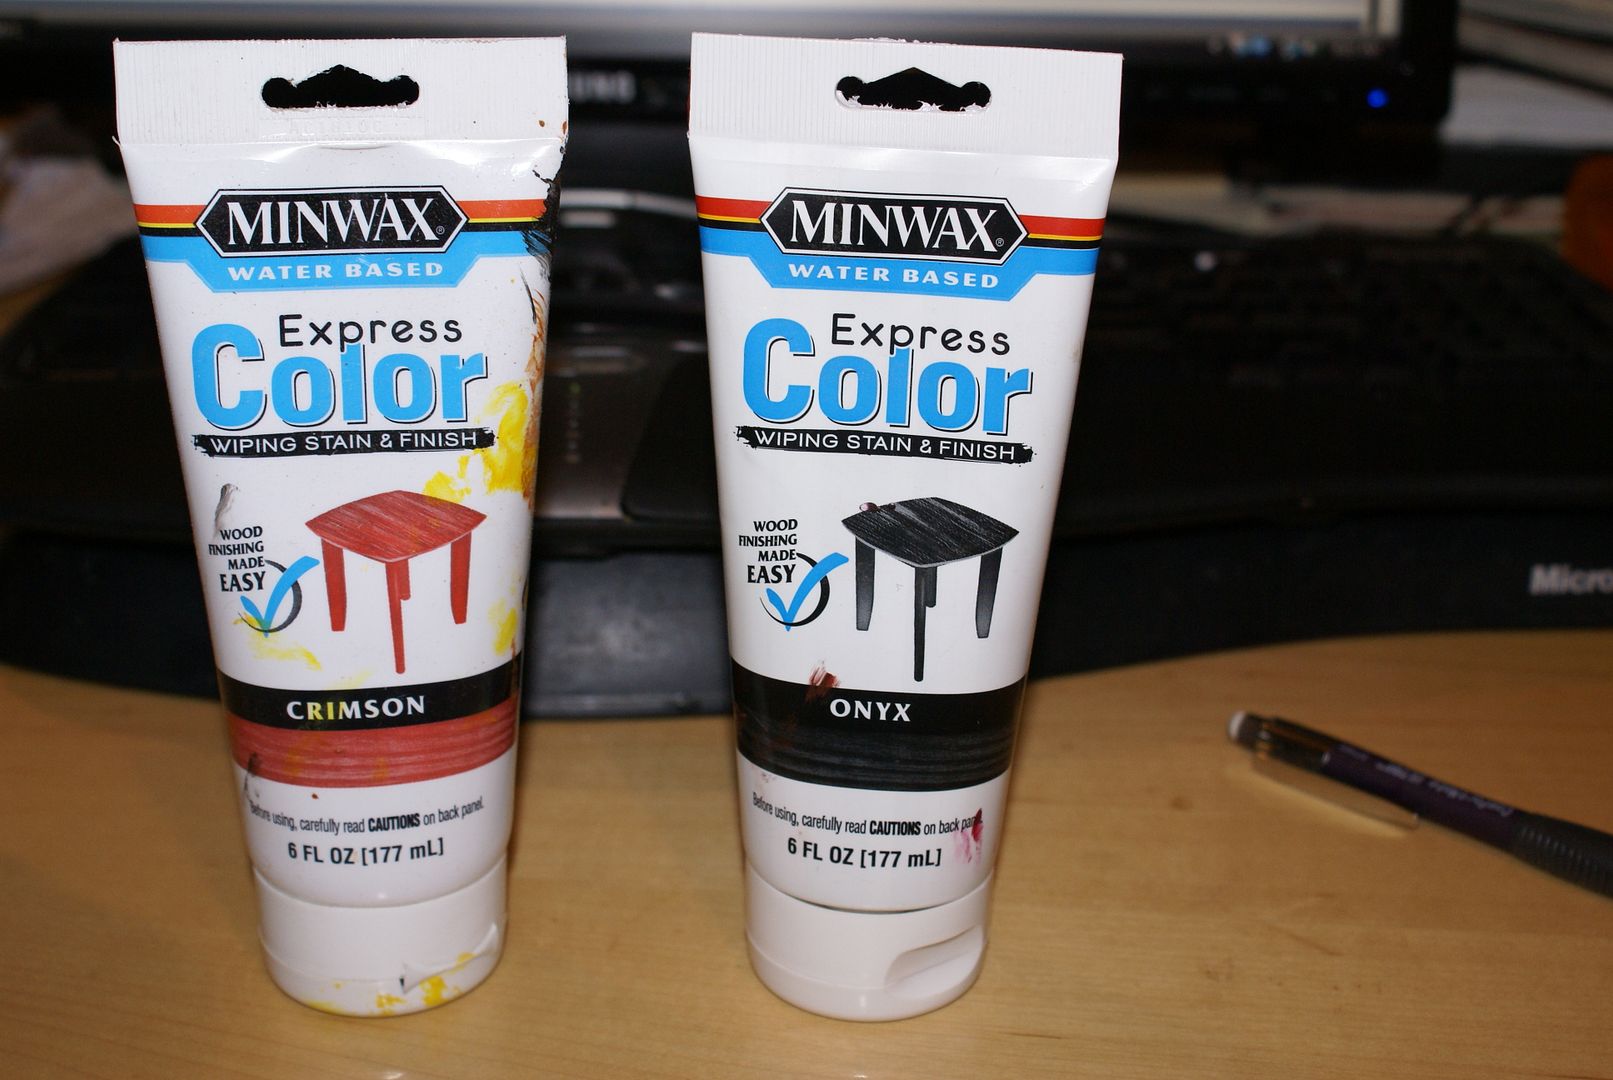 MINWAX®
WATER BASED
Express
Color
WIPING STAIN & FINISH
WOOD
FINISHING
MADE
EASY
CRIMSON
Before using, carefully read CAUTIONS on back panel.
6 FL OZ [177 mL]
MINWAX®
WATER BASED
Express
Color
WIPING STAIN & FINISH
WOOD
FINISHING
MADE
EASY
ONYX
Before using, carefully read CAUTIONS on back panel.
6 FL OZ [177 mL]
Micro